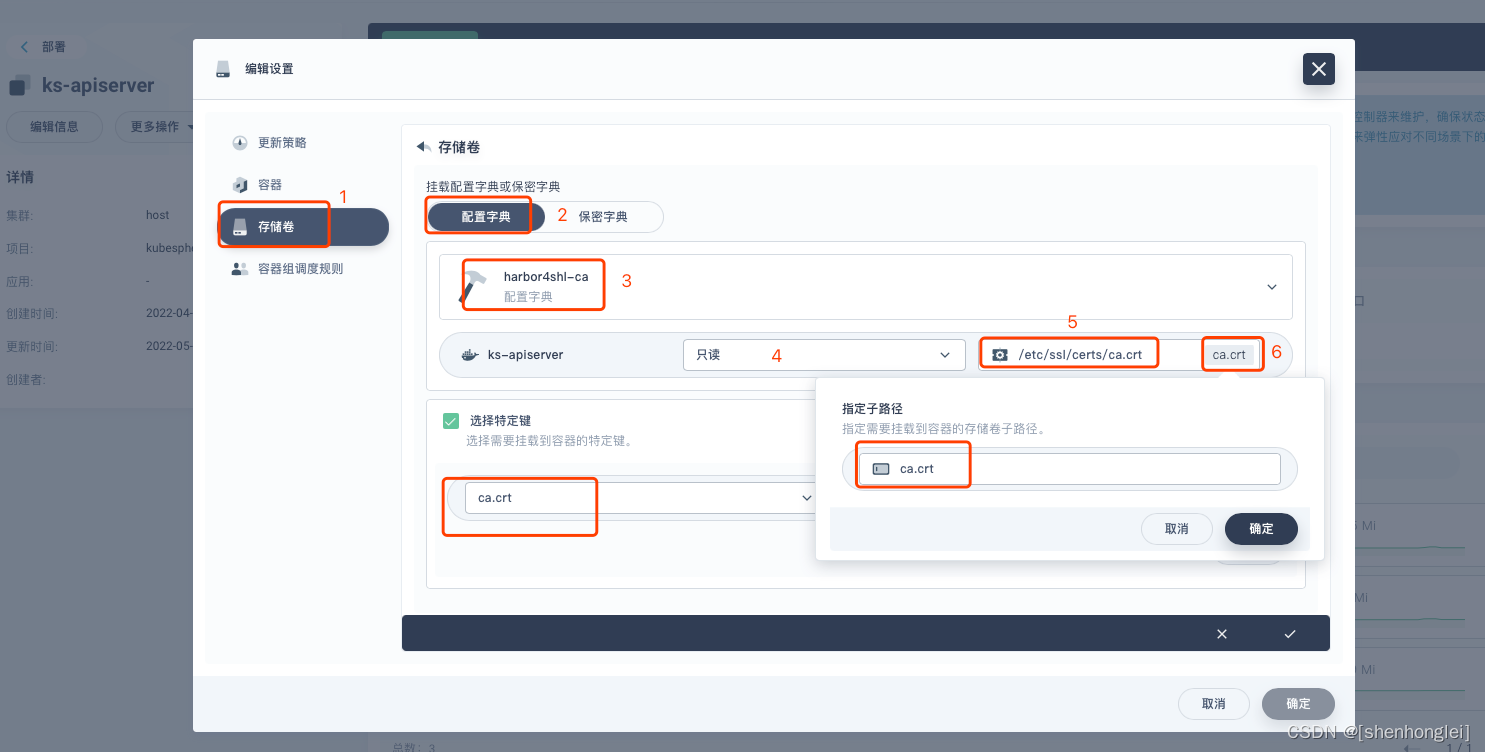 部署
ks-apiserver
编辑信息
更多操作
详情
集群:
host
项目:
kubesphe
应用:
-
创建时间:
2022-04-
更新时间:
2022-05-
创建者:
编辑设置
更新策略
容器
1
存储卷
容器组调度规则
存储卷
挂载配置字典或保密字典
配置字典
2
保密字典
harbor4shl-ca
配置字典
3
ks-apiserver
只读
4
5
/etc/ssl/certs/ca.crt
ca.crt
6
选择特定键
选择需要挂载到容器的特定键。
ca.crt
指定子路径
指定需要挂载到容器的存储卷子路径。
ca.crt
取消
确定
取消
确定
控制器来维护，确保状态
来弹性应对不同场景下的
Mi
Mi
Mi
总数: 3
1 / 1
CSDN @[shenhonglei]